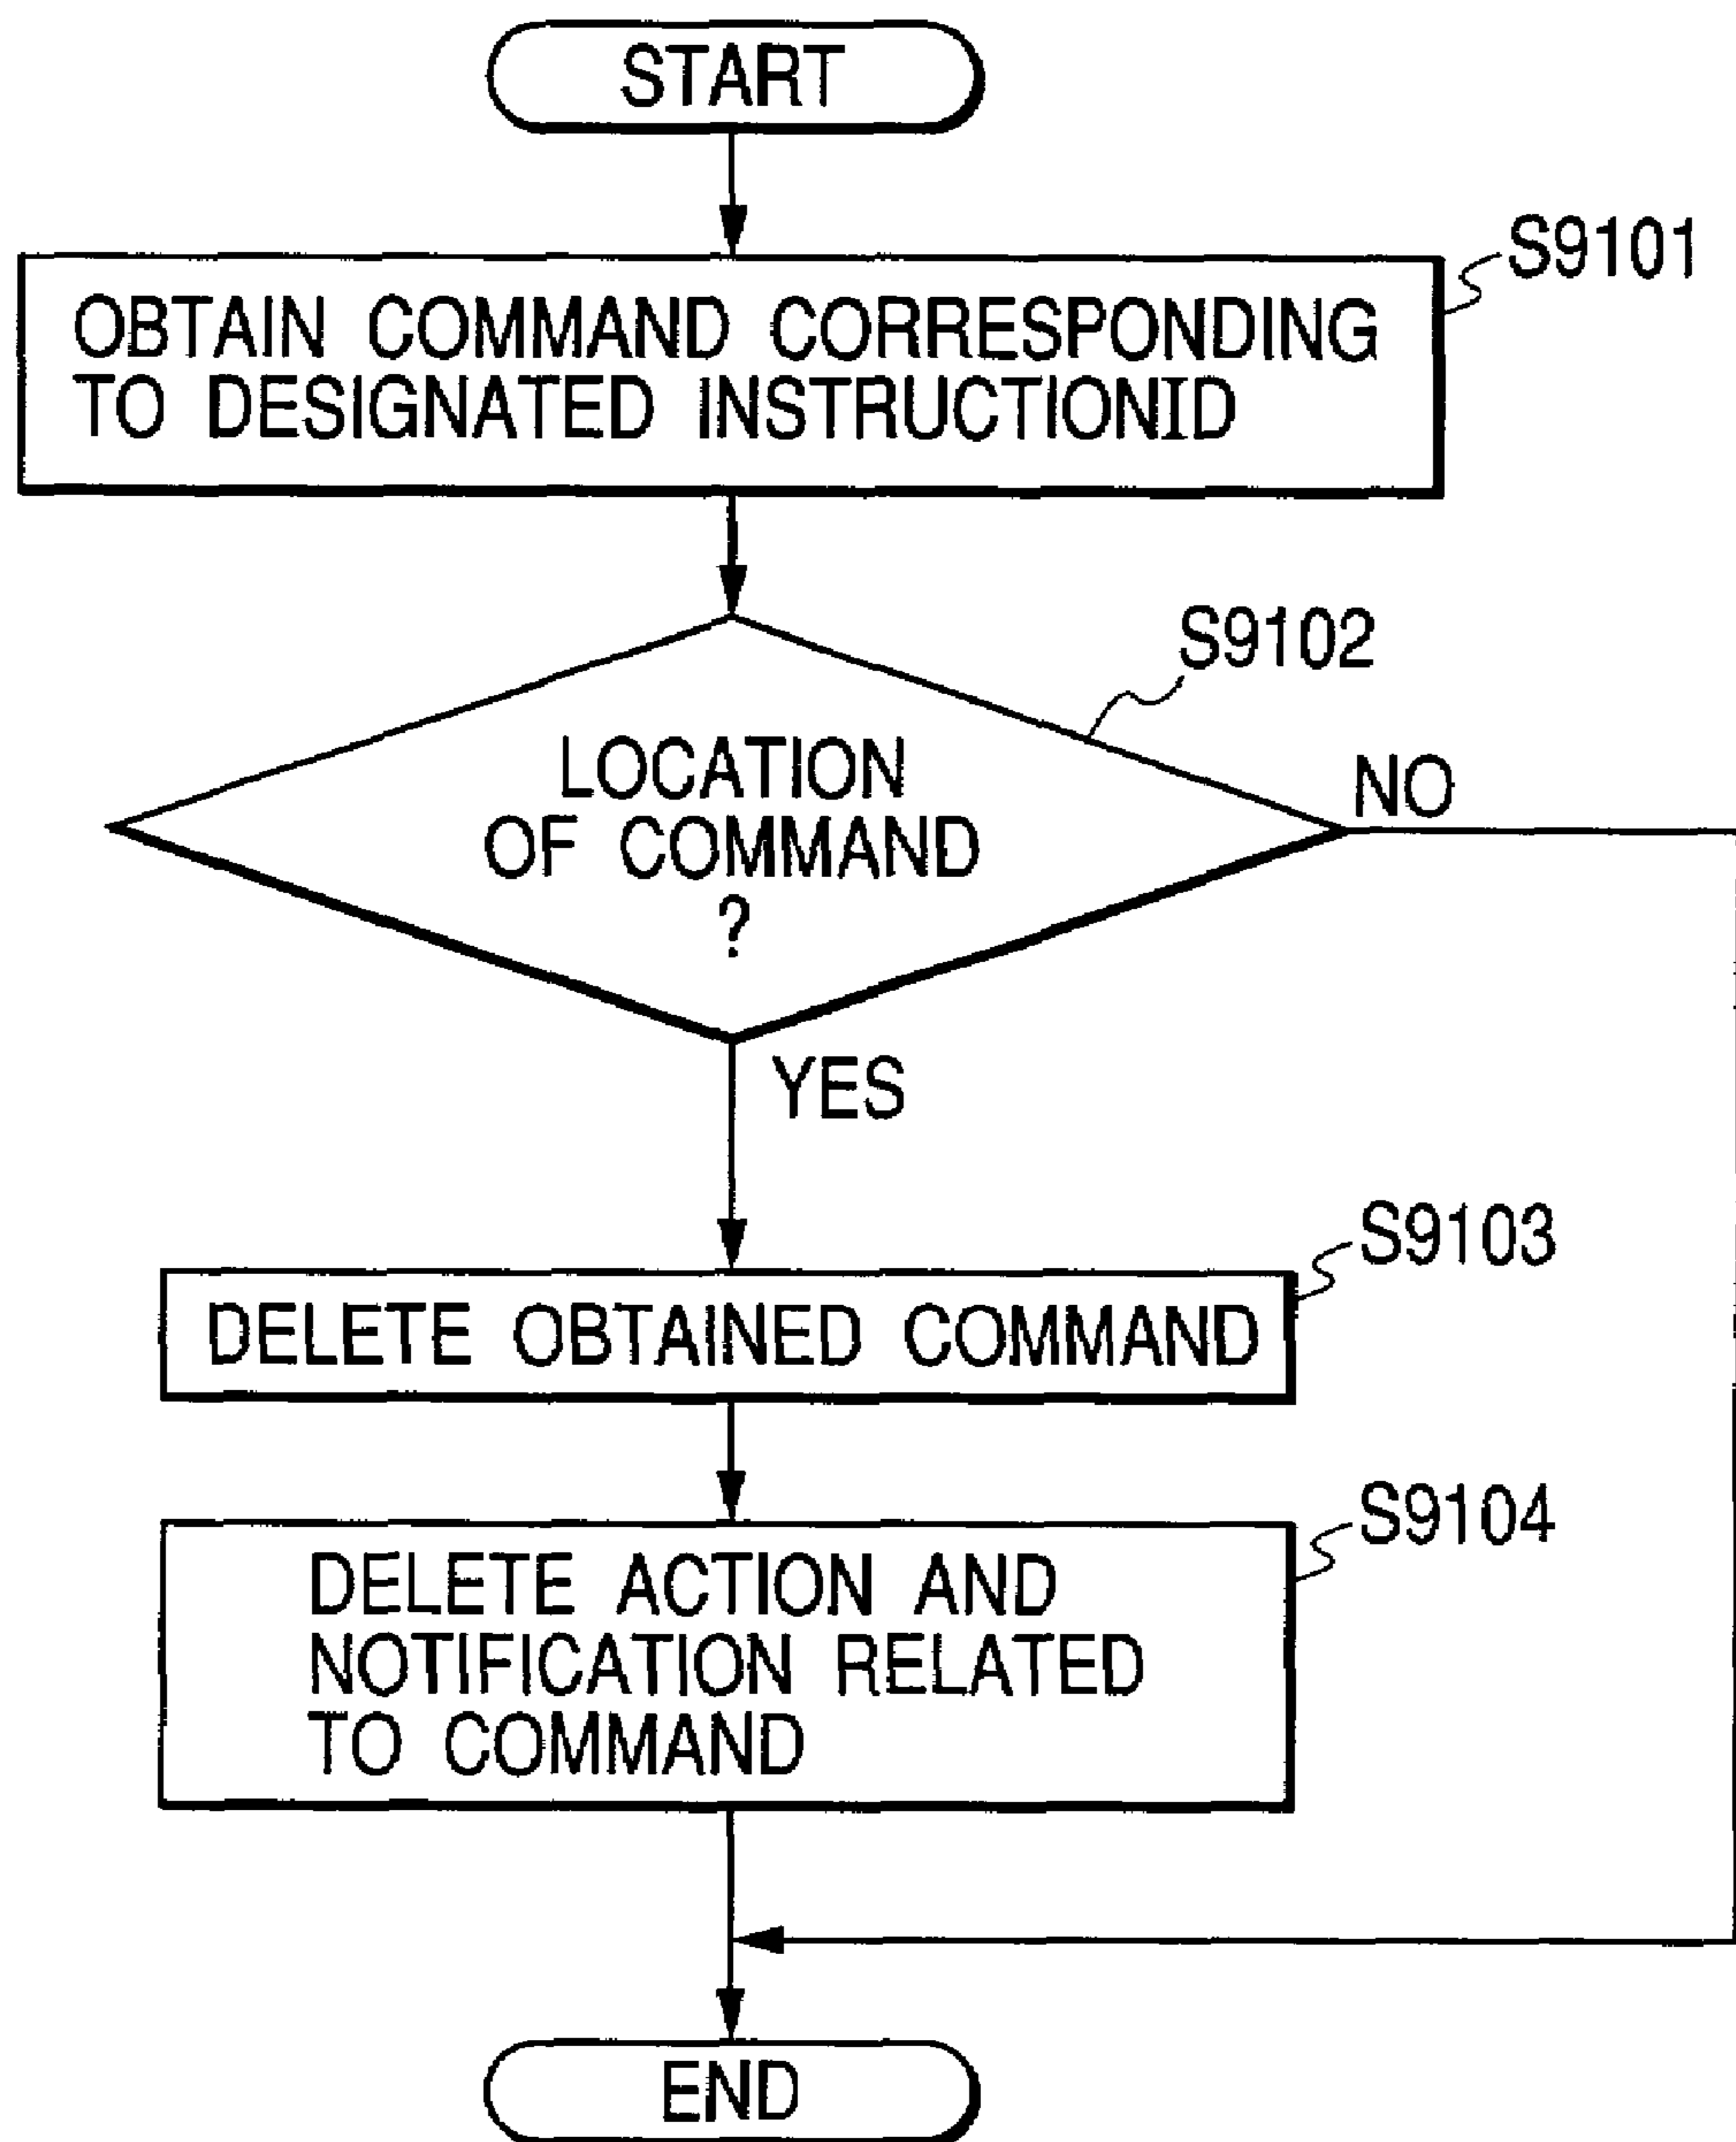 START
S9101
OBTAIN COMMAND CORRESPONDING
TO DESIGNATED INSTRUCTIONID
S9102
LOCATION
OF COMMAND
?
NO
YES
S9103
DELETE OBTAINED COMMAND
S9104
DELETE ACTION AND
NOTIFICATION RELATED
TO COMMAND
END